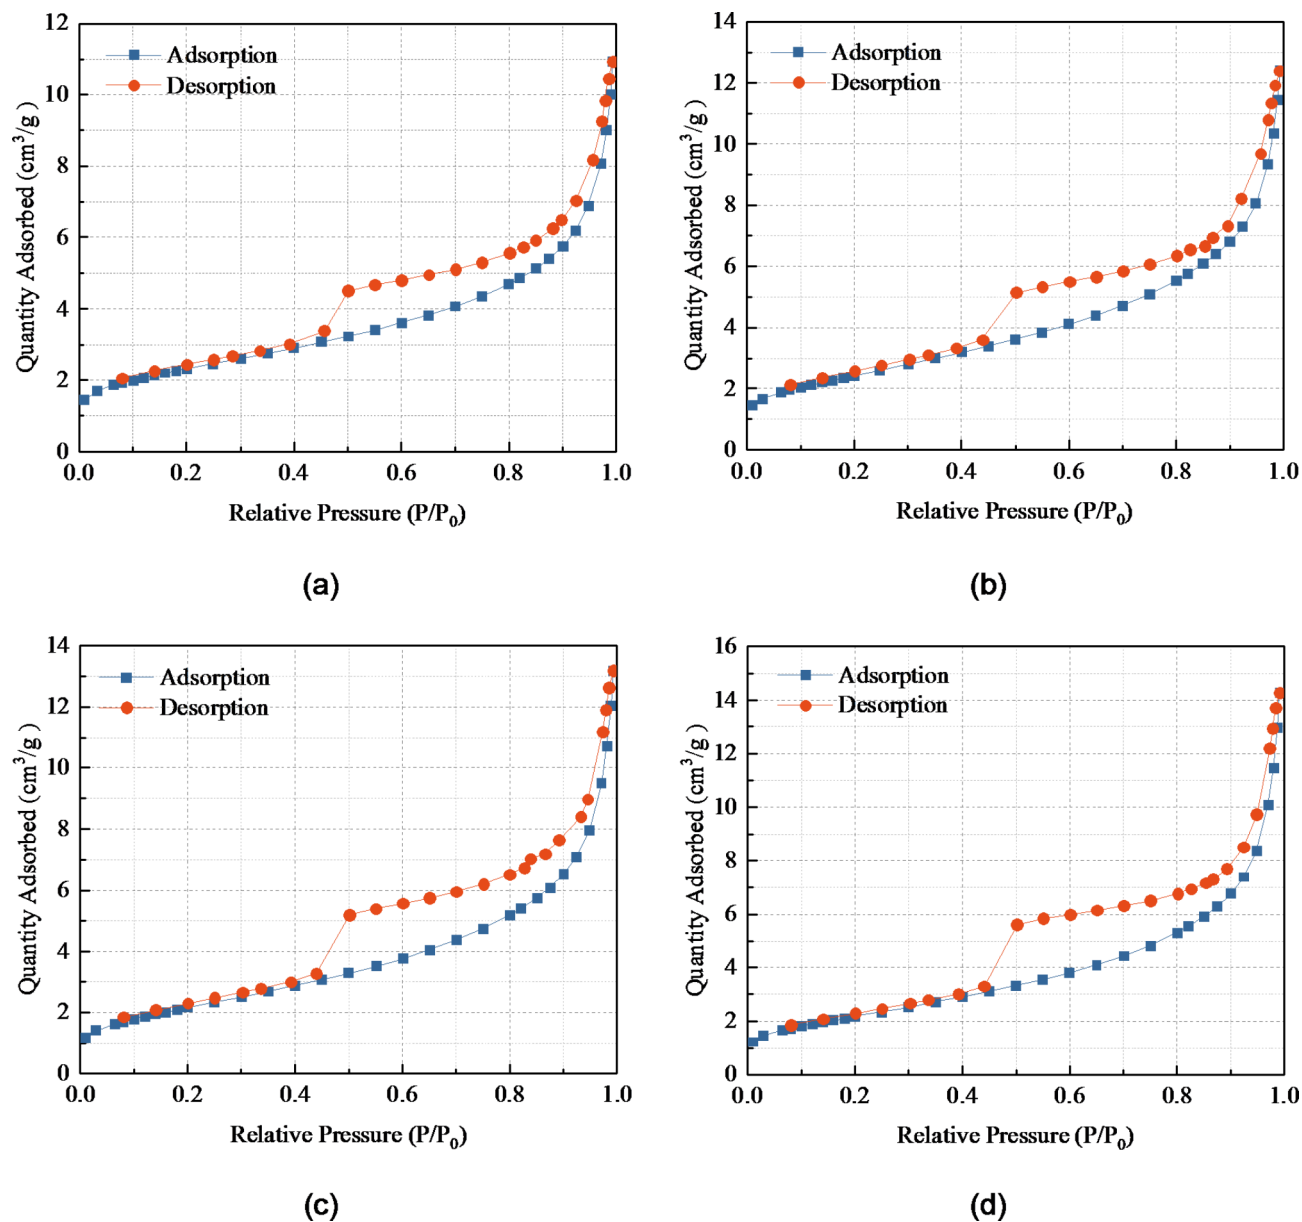 12
10
8
6
4
2
0
Adsorption
Desorption
Quantity Adsorbed (cm³/g)
0.0 0.2 0.4 0.6 0.8 1.0
Relative Pressure (P/P₀)
(a)
14
12
10
8
6
4
2
0
Adsorption
Desorption
Quantity Adsorbed (cm³/g)
0.0 0.2 0.4 0.6 0.8 1.0
Relative Pressure (P/P₀)
(b)
14
12
10
8
6
4
2
0
Adsorption
Desorption
Quantity Adsorbed (cm³/g)
0.0 0.2 0.4 0.6 0.8 1.0
Relative Pressure (P/P₀)
(c)
16
14
12
10
8
6
4
2
0
Adsorption
Desorption
Quantity Adsorbed (cm³/g)
0.0 0.2 0.4 0.6 0.8 1.0
Relative Pressure (P/P₀)
(d)